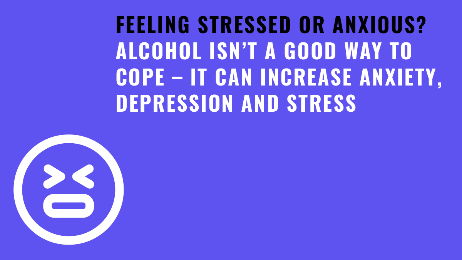 FEELING STRESSED OR ANXIOUS?
ALCOHOL ISN'T A GOOD WAY TO
COPE – IT CAN INCREASE ANXIETY,
DEPRESSION AND STRESS